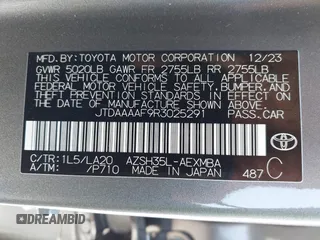 MFD. BY: TOYOTA MOTOR CORPORATION 12/23
GVWR 5020LB GAWR FR 2755LB RR 2755LB
THIS VEHICLE CONFORMS TO ALL APPLICABLE
FEDERAL MOTOR VEHICLE SAFETY, BUMPER, AND
THEFT PREVENTION STANDARDS IN EFFECT ON
THE DATE OF MANUFACTURE SHOWN ABOVE.
JTDAAAAF9R3025291 PASS.CAR
TOYOTA
C/TR: 1L5/LA20 AZSH35L-AEXMBA C
A/TM: /P710 MADE IN JAPAN 487
DREAMBID